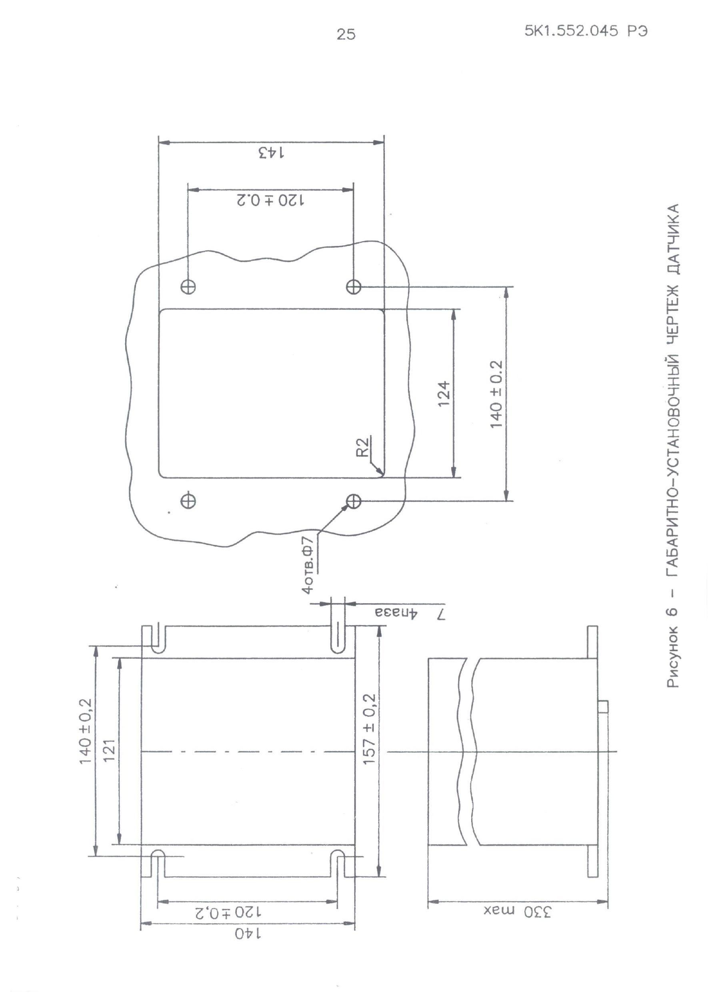 25
5К1.552.045 РЭ
143
120 ± 0.2
R2
124
140 ± 0.2
4отв.Ф7
7 4паза
140 ± 0,2
121
157 ± 0,2
120 ± 0,2
140
330 max
Рисунок 6 – ГАБАРИТНО–УСТАНОВОЧНЫЙ ЧЕРТЕЖ ДАТЧИКА